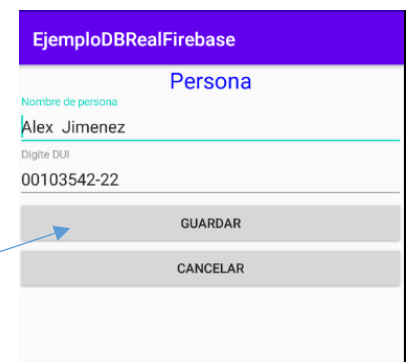 EjemploDBRealFirebase
Persona
Nombre de persona
Alex Jimenez
Digite DUI
00103542-22
GUARDAR
CANCELAR